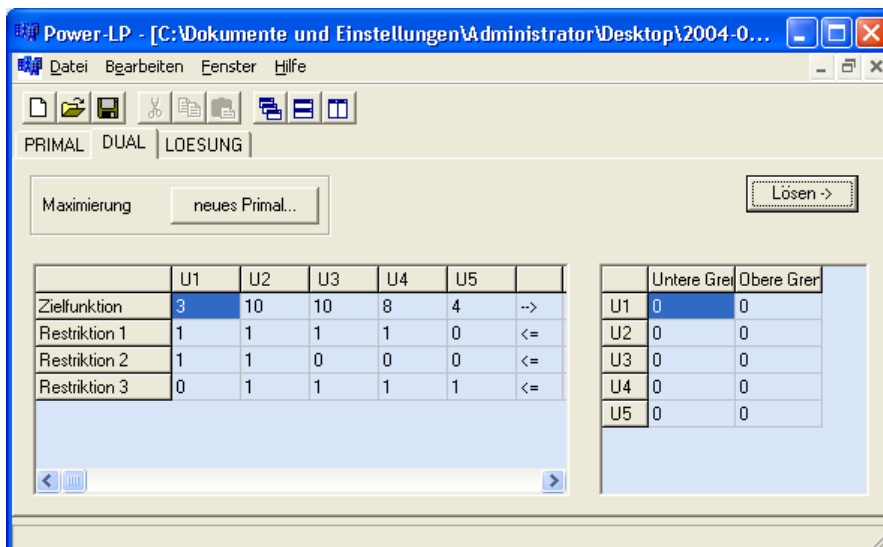 Power-LP - [C:\Dokumente und Einstellungen\Administrator\Desktop\2004-0...
Datei Bearbeiten Fenster Hilfe
PRIMAL DUAL LOESUNG
Maximierung neues Primal... Lösen ->
U1 U2 U3 U4 U5 Untere Gren Obere Gren
Zielfunktion 3 10 10 8 4 --> U1 0 0
Restriktion 1 1 1 1 1 0 <= U2 0 0
Restriktion 2 1 1 0 0 0 <= U3 0 0
Restriktion 3 0 1 1 1 1 <= U4 0 0
U5 0 0